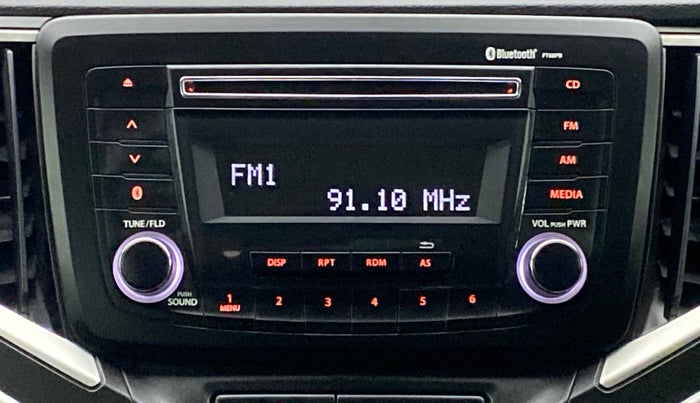 Bluetooth®
CD
FM
AM
MEDIA
FM1
91.10 MHz
TUNE/FLD
VOL PUSH PWR
DISP RPT RDM AS
PUSH
SOUND
1 2 3 4 5 6
MENU